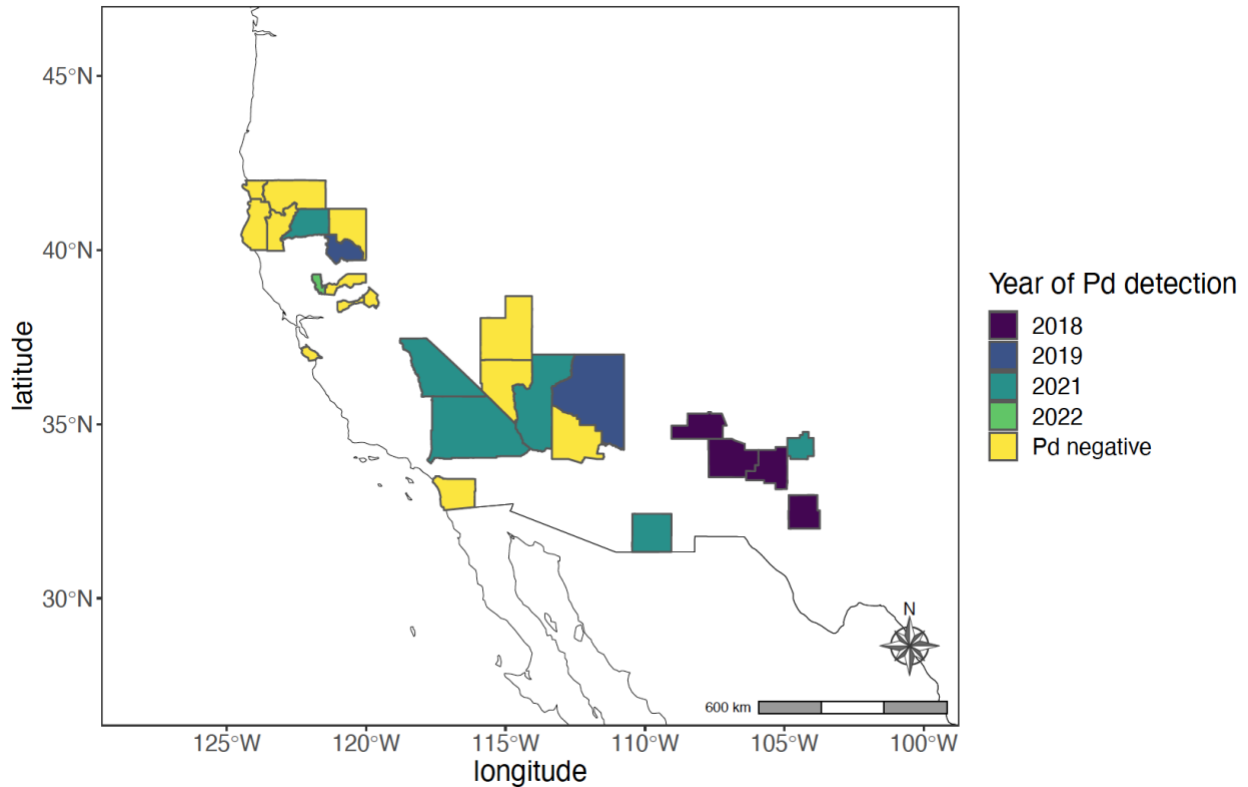 45°N
40°N
35°N
30°N
latitude
125°W
120°W
115°W
110°W
105°W
100°W
longitude
N
600 km
Year of Pd detection
2018
2019
2021
2022
Pd negative